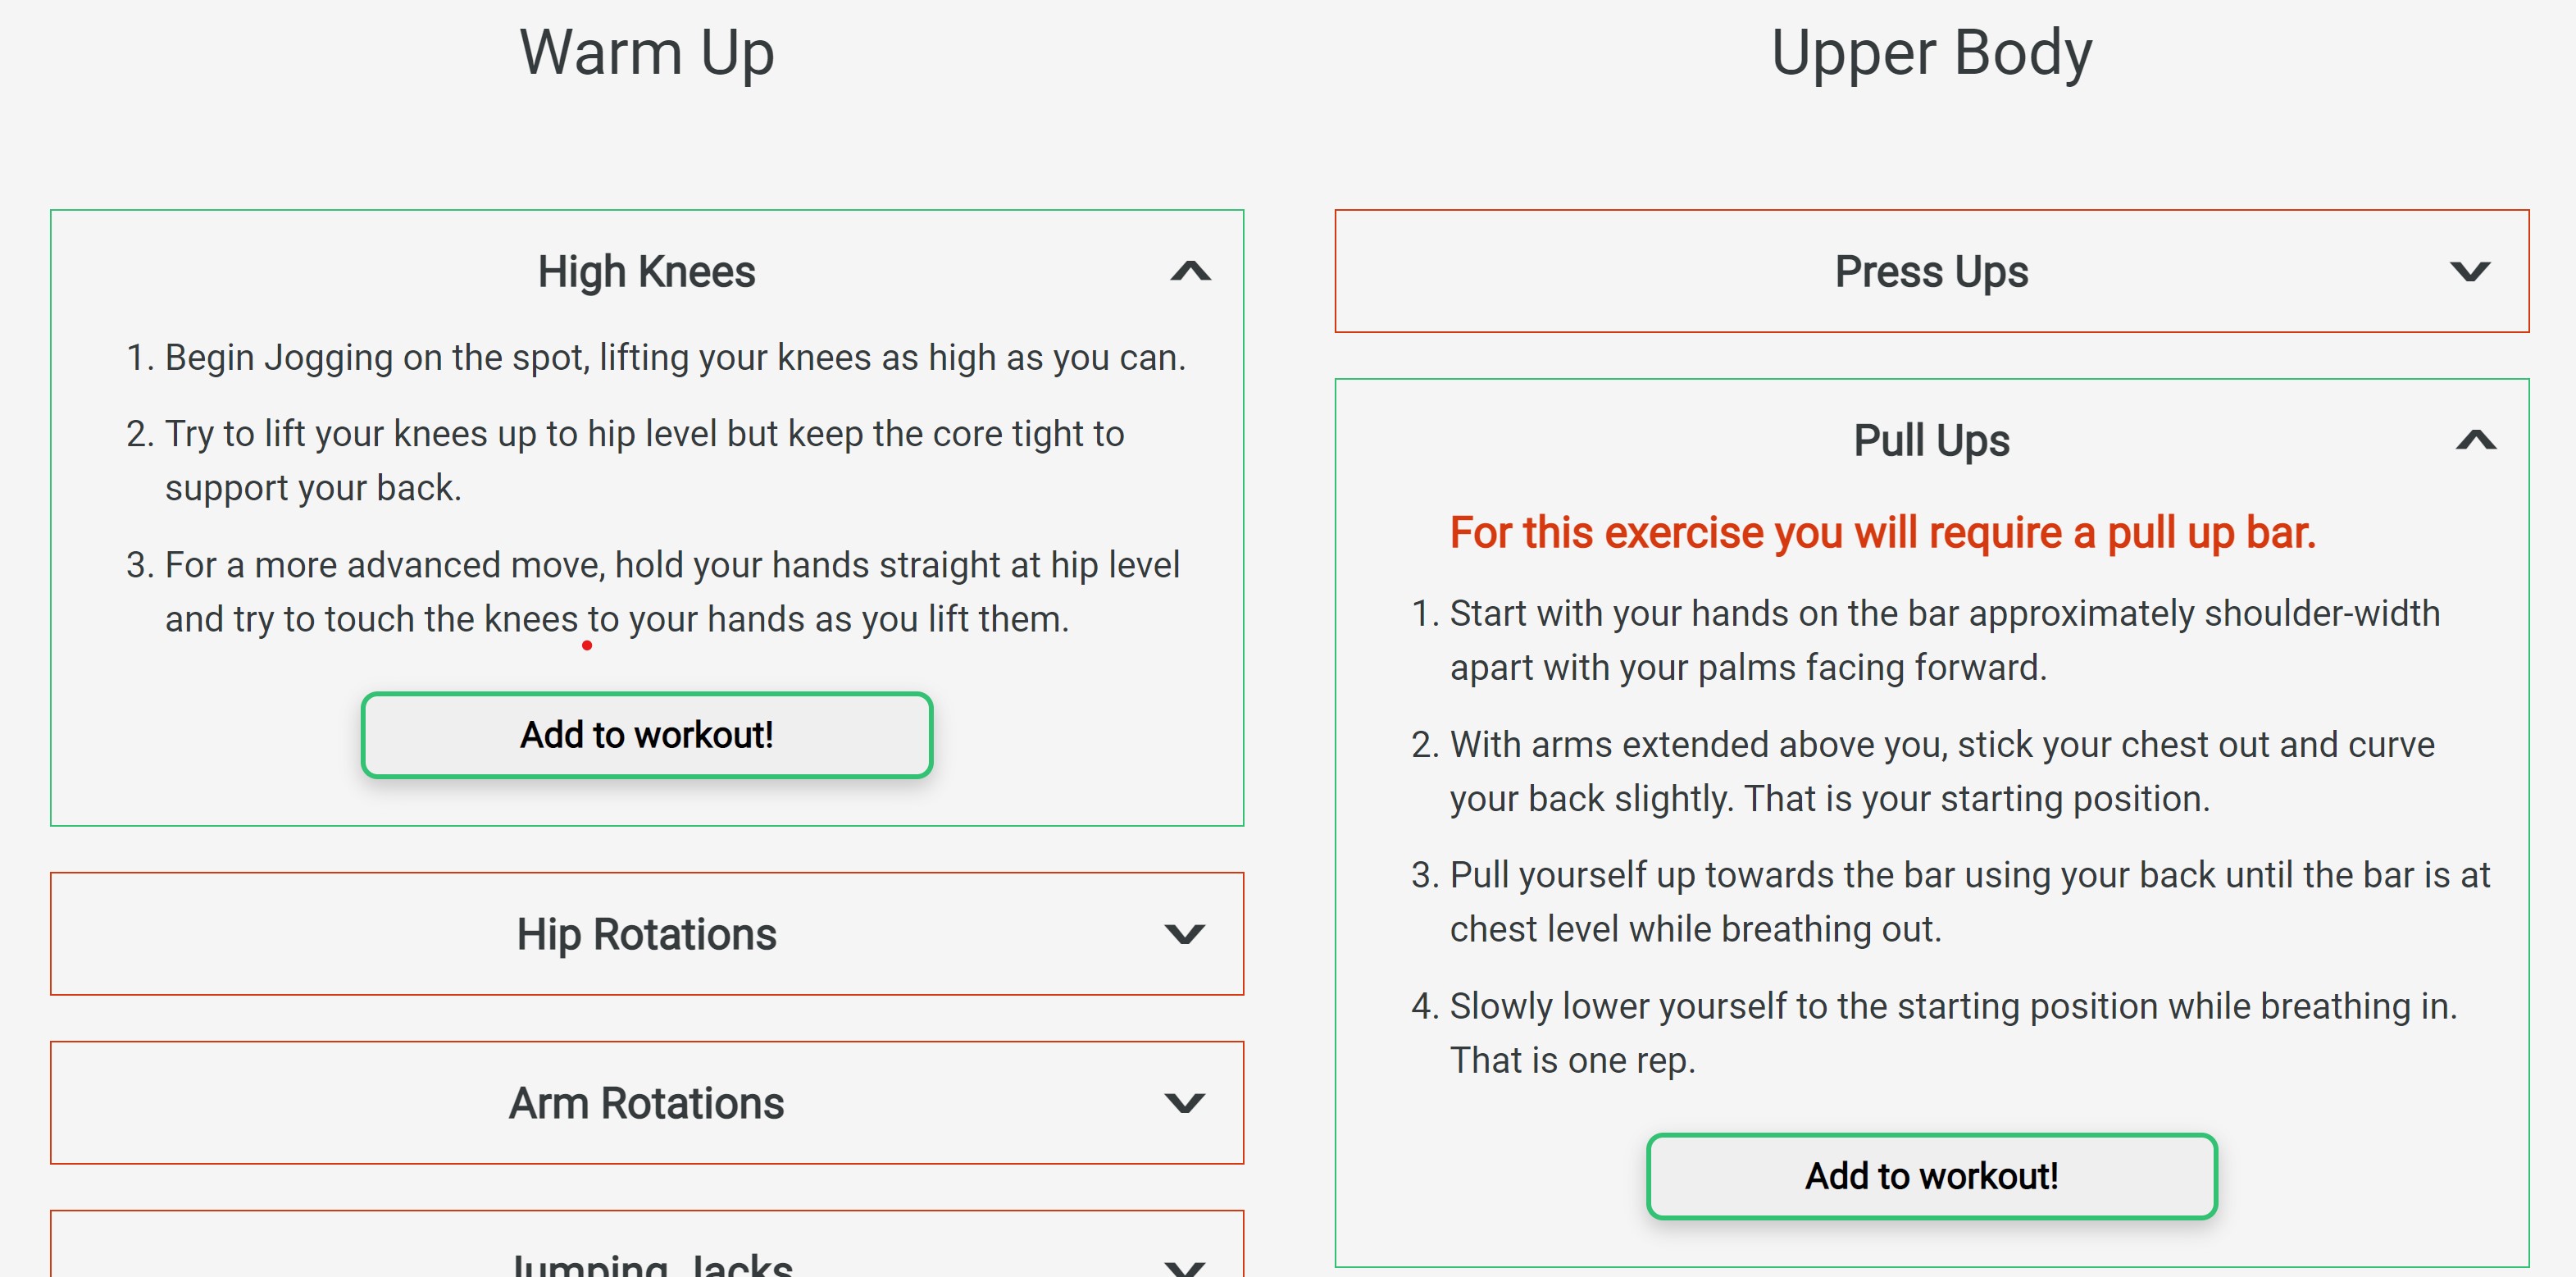 Warm Up
High Knees
1. Begin Jogging on the spot, lifting your knees as high as you can.
2. Try to lift your knees up to hip level but keep the core tight to
support your back.
3. For a more advanced move, hold your hands straight at hip level
and try to touch the knees to your hands as you lift them.
Add to workout!
Hip Rotations
Arm Rotations
Jumping Jacks
Upper Body
Press Ups
Pull Ups
For this exercise you will require a pull up bar.
1. Start with your hands on the bar approximately shoulder-width
apart with your palms facing forward.
2. With arms extended above you, stick your chest out and curve
your back slightly. That is your starting position.
3. Pull yourself up towards the bar using your back until the bar is at
chest level while breathing out.
4. Slowly lower yourself to the starting position while breathing in.
That is one rep.
Add to workout!